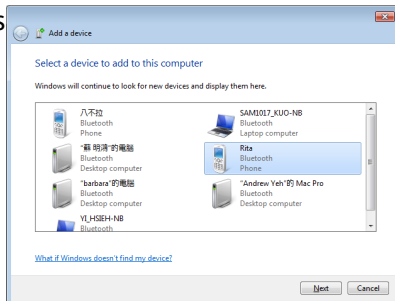 s
Add a device
Select a device to add to this computer
Windows will continue to look for new devices and display them here.
八不拉
Bluetooth
Phone
SAM1017_KUO-NB
Bluetooth
Laptop computer
"蘇 明鴻"的電腦
Bluetooth
Desktop computer
Rita
Bluetooth
Phone
"barbara"的電腦
Bluetooth
Desktop computer
"Andrew Yeh"的 Mac Pro
Bluetooth
Desktop computer
YI_HSIEH-NB
Bluetooth
What if Windows doesn't find my device?
Next
Cancel